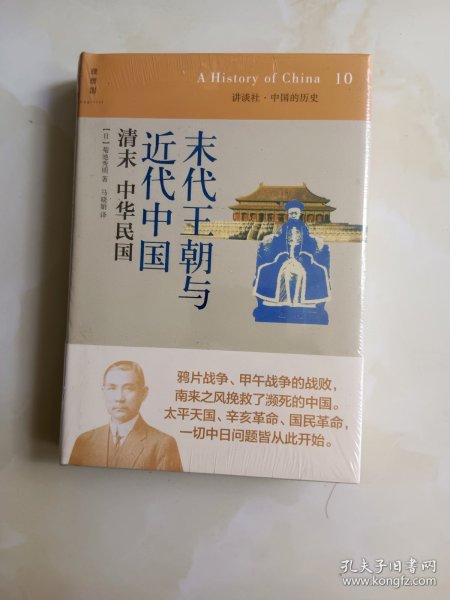 理想国
imaginist
A History of China 10
讲谈社·中国的历史
末代王朝与
近代中国
清末 中华民国
【日】菊池秀明 著
马晓娟 译
鸦片战争、甲午战争的战败，
南来之风挽救了濒死的中国。
太平天国、辛亥革命、国民革命，
一切中日问题皆从此开始。
孔夫子旧书网
www.kongfz.com